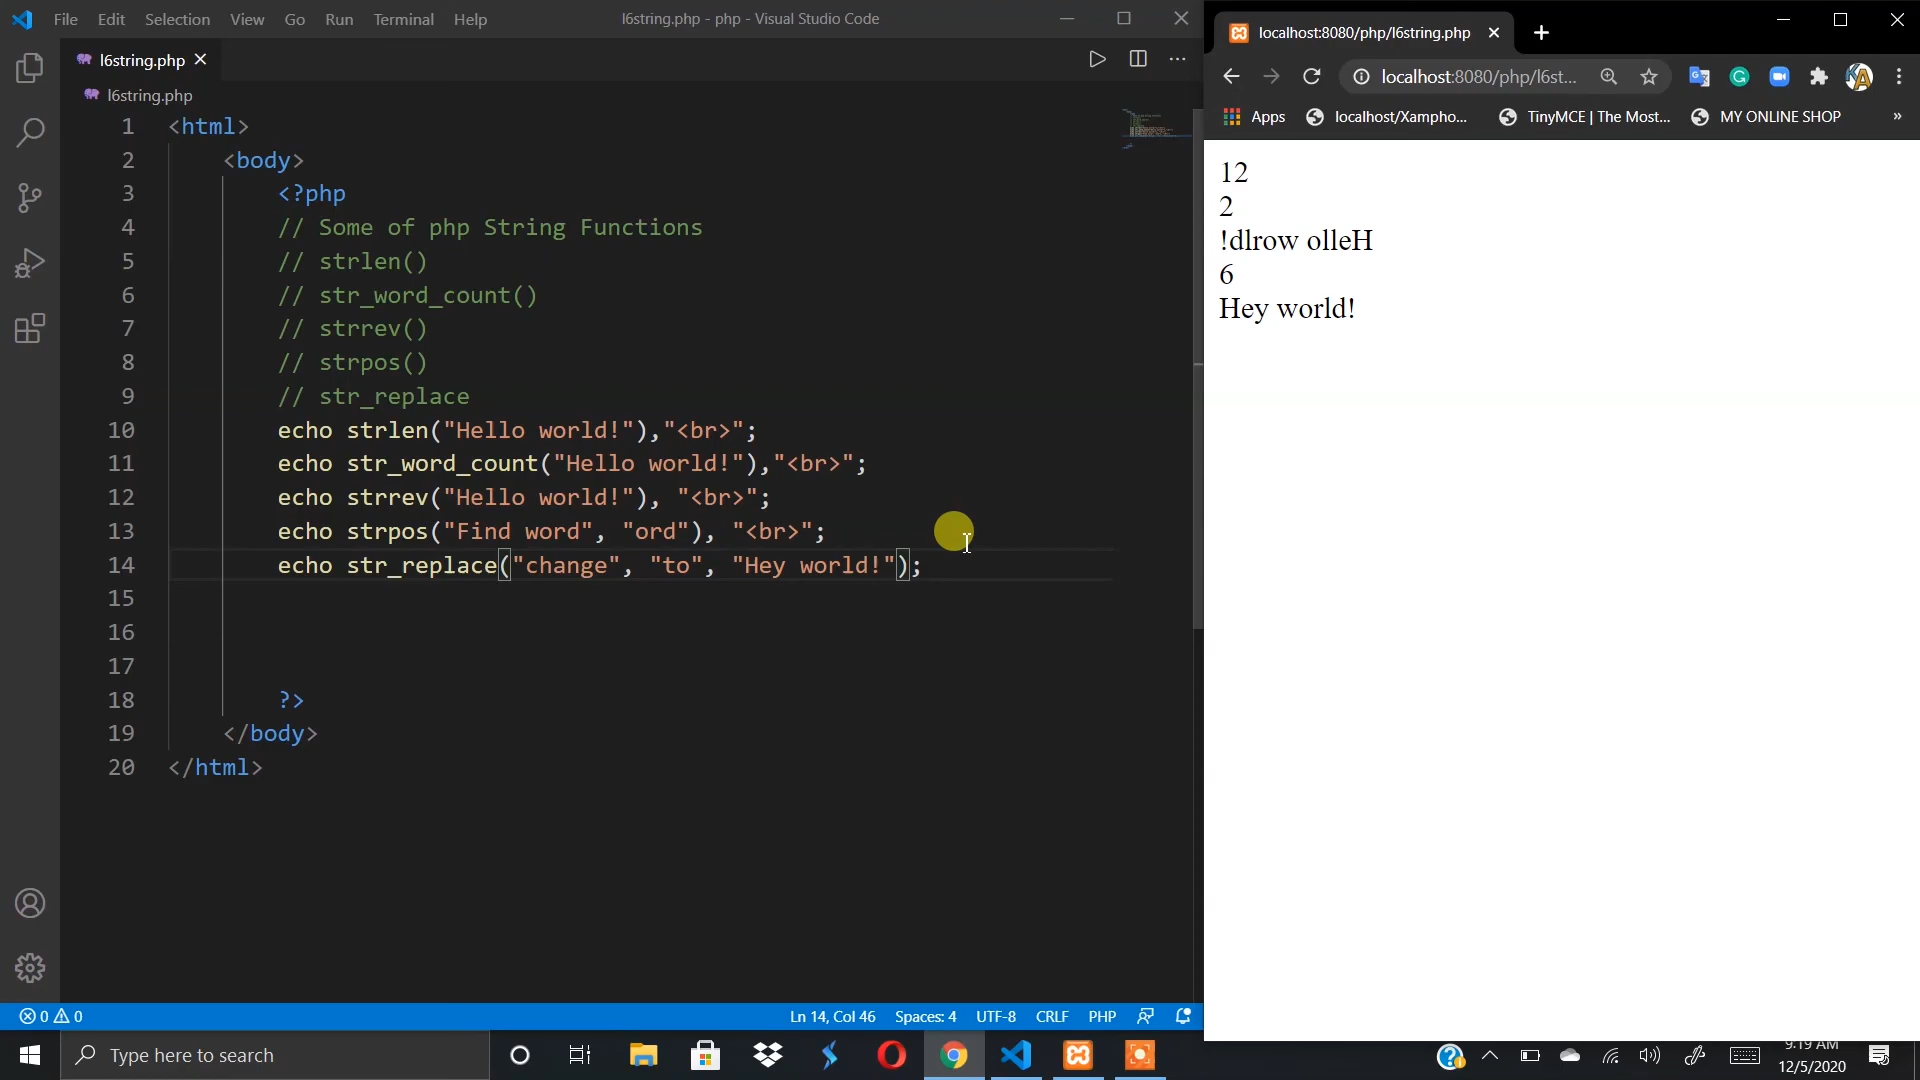 File Edit Selection View Go Run Terminal Help l6string.php - php - Visual Studio Code
l6string.php
l6string.php
1 <html>
2 <body>
3 <?php
4 // Some of php String Functions
5 // strlen()
6 // str_word_count()
7 // strrev()
8 // strpos()
9 // str_replace
10 echo strlen("Hello world!"),"<br>";
11 echo str_word_count("Hello world!"),"<br>";
12 echo strrev("Hello world!"), "<br>";
13 echo strpos("Find word", "ord"), "<br>";
14 echo str_replace("change", "to", "Hey world!");
15
16
17
18 ?>
19 </body>
20 </html>
0 0 Ln 14, Col 46 Spaces: 4 UTF-8 CRLF PHP
localhost:8080/php/l6string.php
localhost:8080/php/l6st...
Apps localhost/Xampho... TinyMCE | The Most... MY ONLINE SHOP »
12
2
!dlrow olleH
6
Hey world!
Type here to search
9:19 AM
12/5/2020